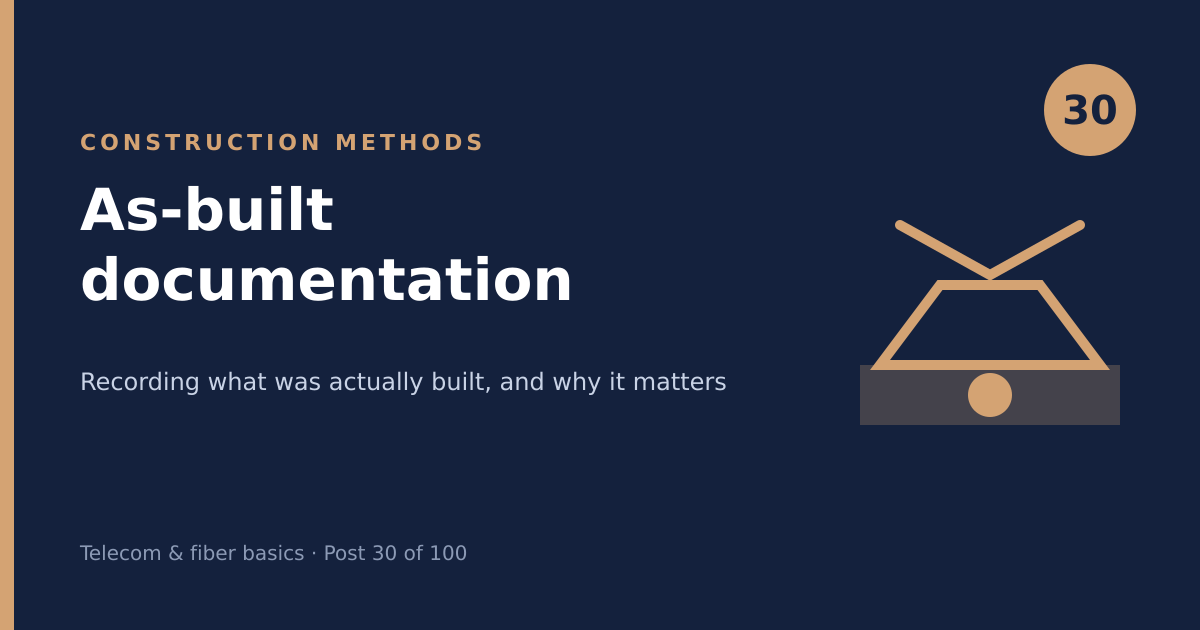 30
CONSTRUCTION METHODS
As-built
documentation
Recording what was actually built, and why it matters
Telecom & fiber basics · Post 30 of 100